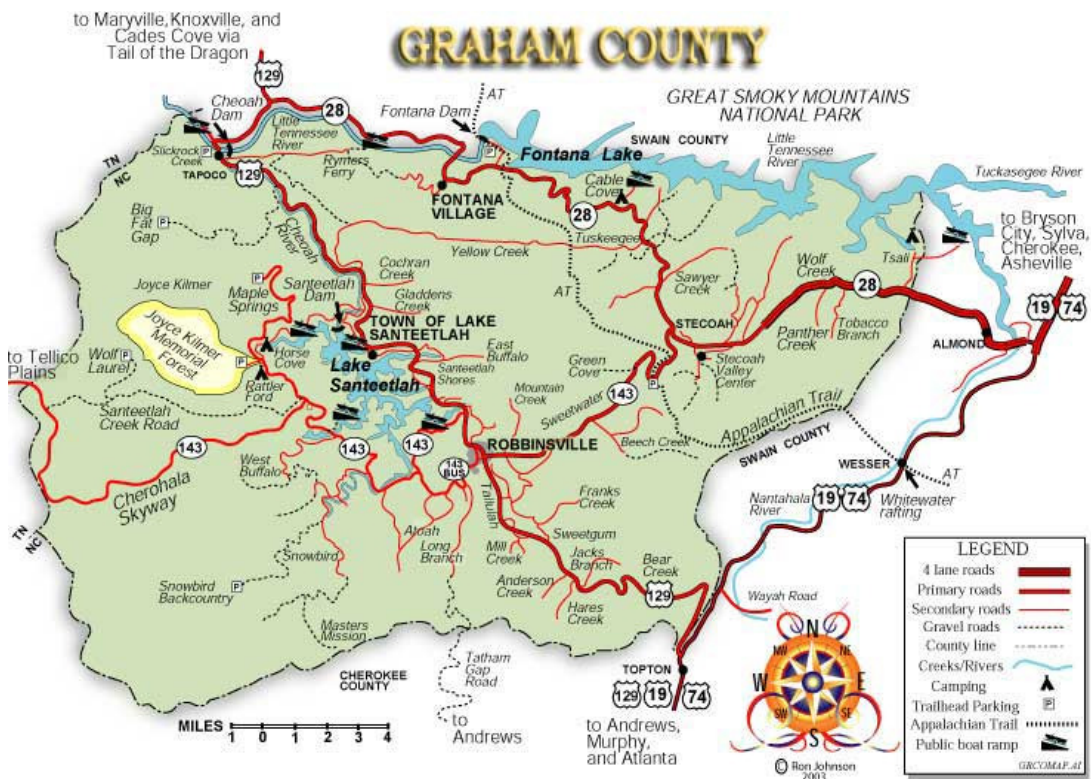 to Maryville, Knoxville, and
Cades Cove via
Tail of the Dragon
GRAHAM COUNTY
129
Cheoah
Dam
28
Fontana Dam
AT
GREAT SMOKY MOUNTAINS
NATIONAL PARK
SWAIN COUNTY
Little
Tennessee
River
Little
Tennessee
River
Slickrock
Creek
P
TAPOCO
129
Rymers
Ferry
P
Fontana Lake
Tuckasegee River
TN
NC
FONTANA
VILLAGE
Cable
Cove
28
Tuskeegee
to Bryson
City, Sylva,
Cherokee,
Asheville
Big
Fat
Gap
P
Cheoah
River
Yellow Creek
Tsali
Wolf
Creek
28
19
74
Joyce Kilmer
P
Maple
Springs
Santeetlah
Dam
Cochran
Creek
Gladdens
Creek
AT
Sawyer
Creek
STECOAH
Panther
Creek
Tobacco
Branch
ALMOND
Joyce Kilmer
Memorial
Forest
TOWN OF LAKE
SANTEETLAH
to Tellico
Plains
Wolf
Laurel
P
P
Horse
Cove
Lake
Santeetlah
East
Buffalo
Santeetlah
Shores
Green
Cove
P
Stecoah
Valley
Center
Rattler
Ford
Mountain
Creek
Sweetwater
143
Santeetlah
Creek Road
Appalachian Trail
143
143
143
ROBBINSVILLE
Beech Creek
SWAIN COUNTY
143
BUS
WESSER
AT
Cherohala
Skyway
West
Buffalo
Tallulah
Franks
Creek
Nantahala
River
19
74
Whitewater
rafting
TN
NC
Snowbird
Atoah
Long
Branch
Mill
Creek
Sweetgum
Jacks
Branch
Bear
Creek
Snowbird
Backcountry
P
Anderson
Creek
Hares
Creek
129
Wayah Road
Masters
Mission
CHEROKEE
COUNTY
Tatham
Gap
Road
TOPTON
129
19
74
to
Andrews
to Andrews,
Murphy,
and Atlanta
MILES
1 0 1 2 3 4
N
NE
E
SE
S
SW
W
NW
© Ron Johnson
2003
LEGEND
4 lane roads
Primary roads
Secondary roads
Gravel roads
County line
Creeks/Rivers
Camping
Trailhead Parking
P
Appalachian Trail
Public boat ramp
GRCOMAP.AI